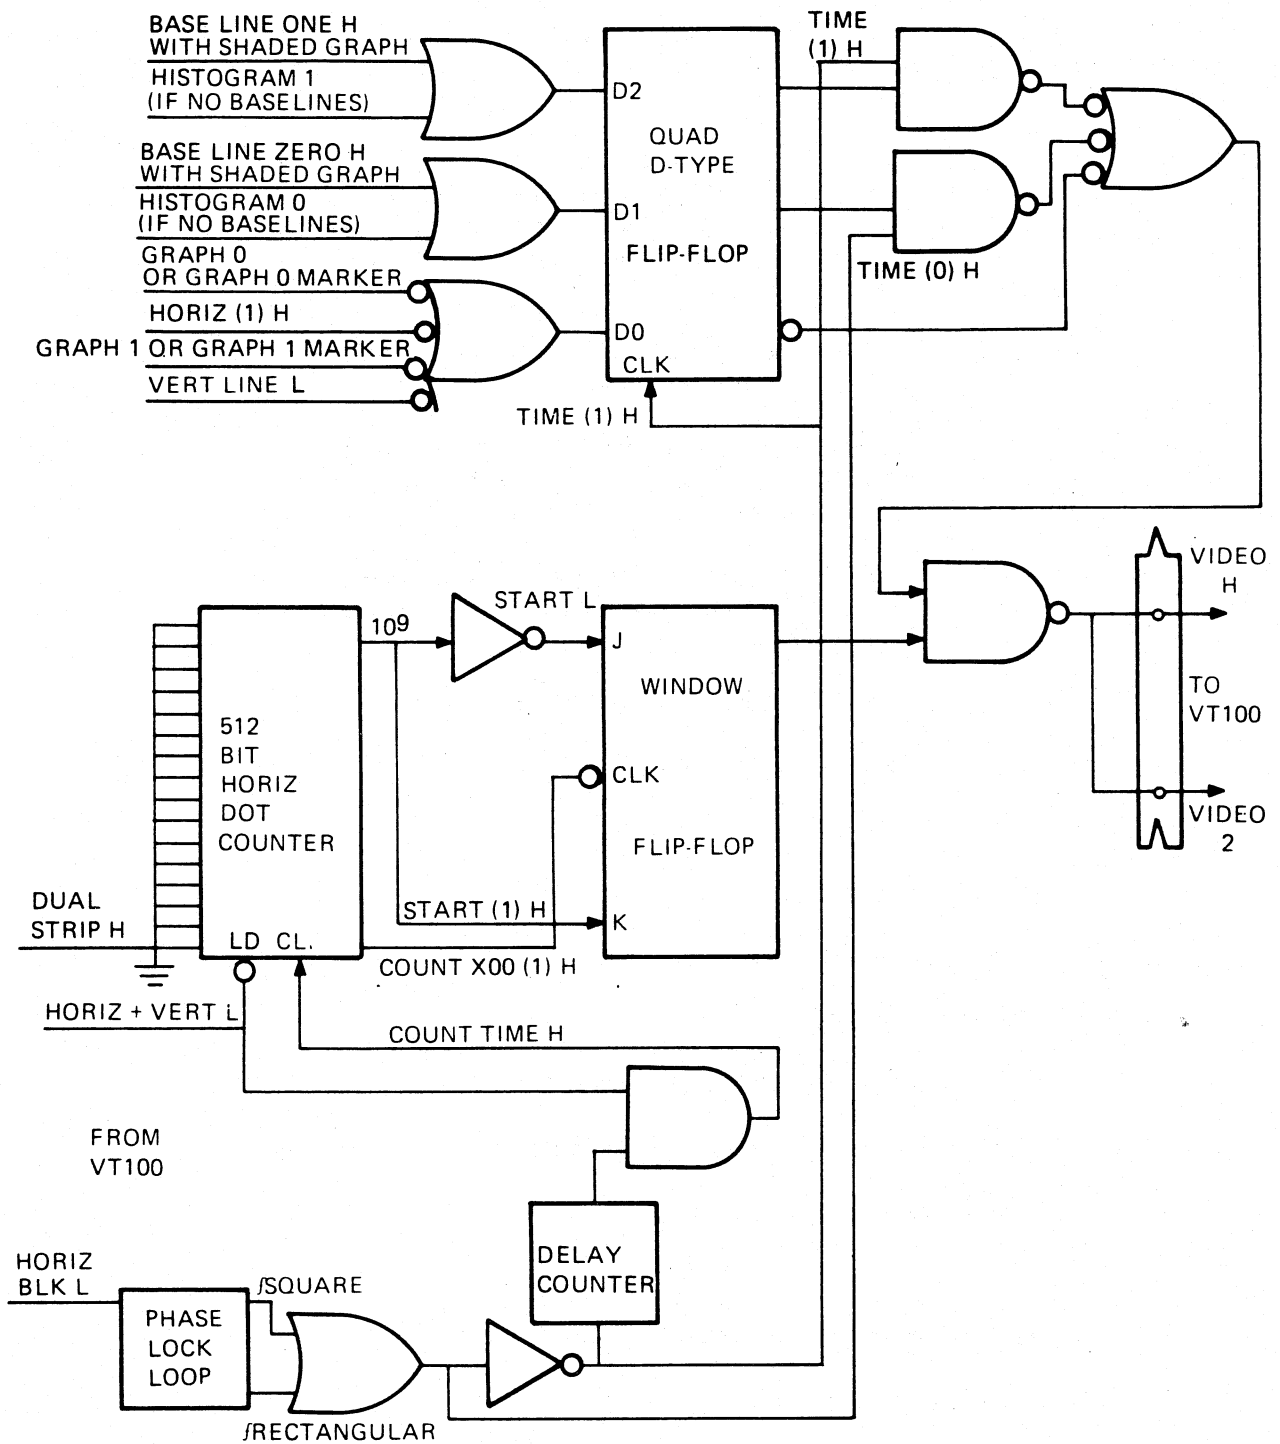 BASE LINE ONE H
WITH SHADED GRAPH
HISTOGRAM 1
(IF NO BASELINES)
BASE LINE ZERO H
WITH SHADED GRAPH
HISTOGRAM 0
(IF NO BASELINES)
GRAPH 0
OR GRAPH 0 MARKER
HORIZ (1) H
GRAPH 1 OR GRAPH 1 MARKER
VERT LINE L
D2
QUAD
D-TYPE
D1
FLIP-FLOP
D0
CLK
TIME (1) H
TIME
(1) H
TIME (0) H
VIDEO
H
TO
VT100
VIDEO
2
START L
10⁹
J
WINDOW
CLK
FLIP-FLOP
K
START (1) H
COUNT X00 (1) H
512
BIT
HORIZ
DOT
COUNTER
LD CL.
DUAL
STRIP H
HORIZ + VERT L
COUNT TIME H
FROM
VT100
DELAY
COUNTER
HORIZ
BLK L
∫SQUARE
PHASE
LOCK
LOOP
∫RECTANGULAR